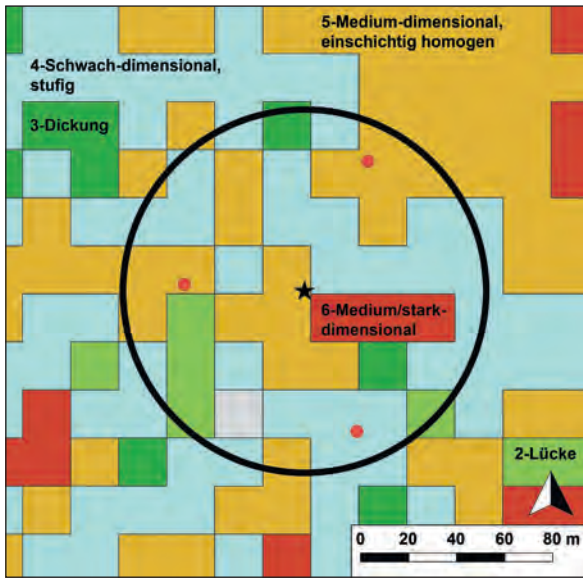 5-Medium-dimensional,
einschichtig homogen
4-Schwach-dimensional,
stufig
3-Dickung
6-Medium/stark-
dimensional
2-Lücke
0 20 40 60 80 m